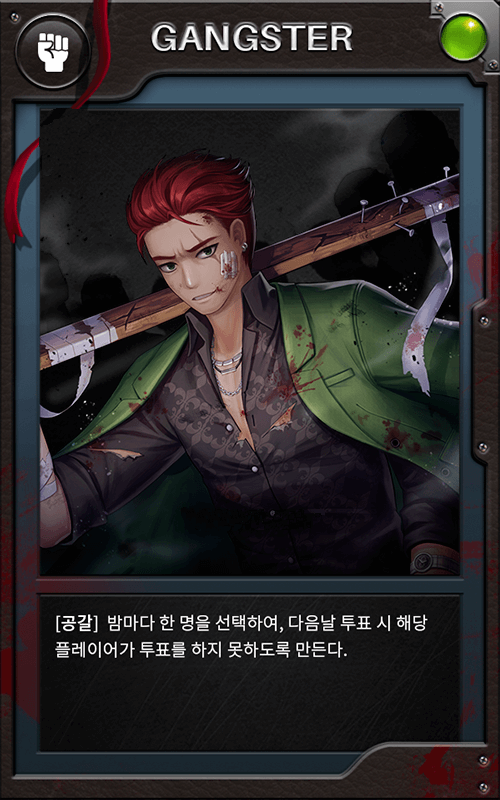 GANGSTER
[공갈] 밤마다 한 명을 선택하여, 다음날 투표 시 해당
플레이어가 투표를 하지 못하도록 만든다.